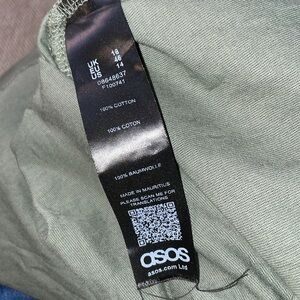 UK 18
EU 46
US 14
08648637
F100741
100% COTTON
100% COTON
100% BAUMWOLLE
MADE IN MAURITIUS
PLEASE SCAN ME FOR
TRANSLATIONS
asos
asos.com Ltd